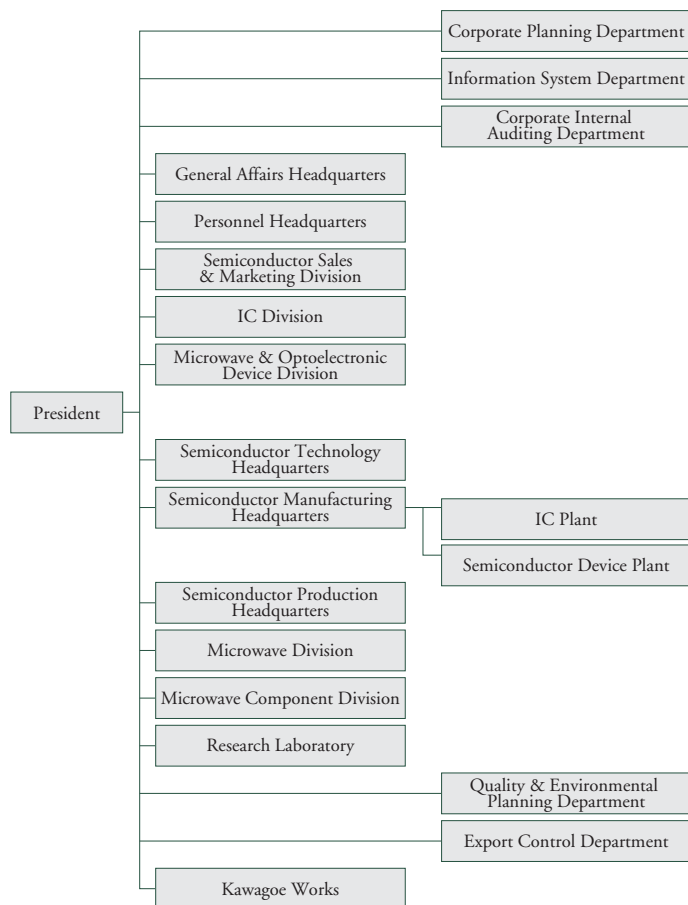 Corporate Planning Department
Information System Department
Corporate Internal
Auditing Department
General Affairs Headquarters
Personnel Headquarters
Semiconductor Sales
& Marketing Division
IC Division
Microwave & Optoelectronic
Device Division
President
Semiconductor Technology
Headquarters
Semiconductor Manufacturing
Headquarters
IC Plant
Semiconductor Device Plant
Semiconductor Production
Headquarters
Microwave Division
Microwave Component Division
Research Laboratory
Quality & Environmental
Planning Department
Export Control Department
Kawagoe Works